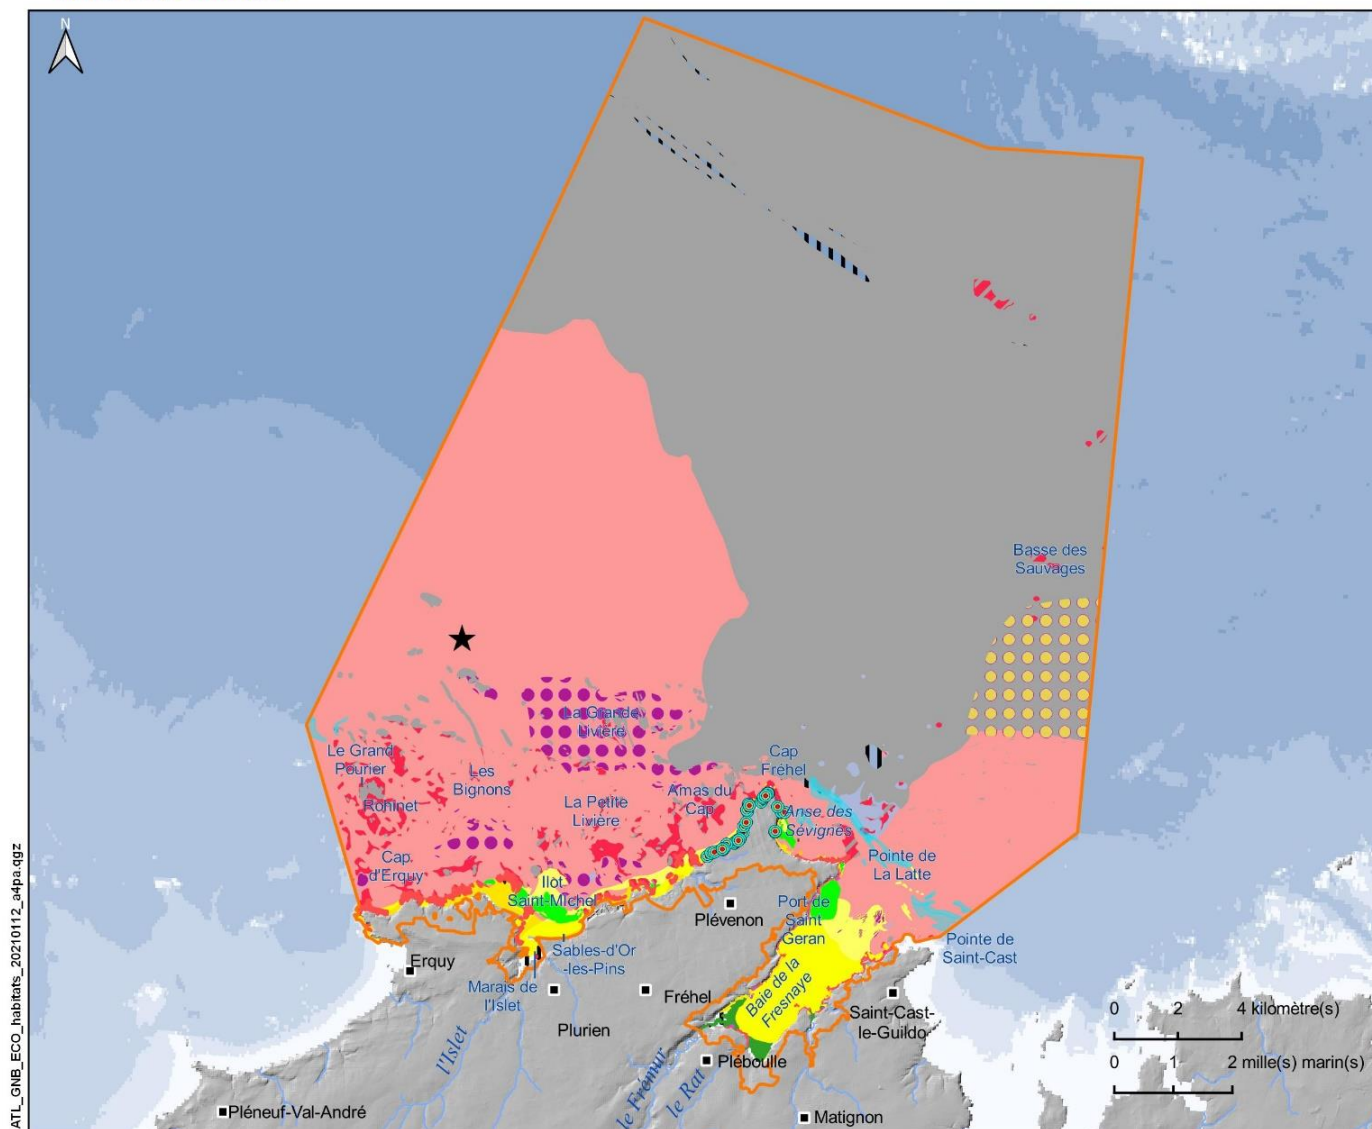 N
Basse des
Sauvages
La Grande
Livière
Le Grand
Pourier
Rohinet
Les
Bignons
La Petite
Livière
Amas du
Cap
Cap
Fréhel
Anse des
Sévignés
Cap
d'Erquy
Ilot
Saint-Michel
Pointe de
La Latte
Plévenon
Port de
Saint
Geran
Pointe de
Saint-Cast
Erquy
Sables-d'Or
-les-Pins
Marais de
l'Islet
Fréhel
Baie de la
Fresnaye
Saint-Cast-
le-Guildo
Plurien
l'Islet
le Frémur
le Rat
Pléboulle
Pléneuf-Val-André
Matignon
0 2 4 kilomètre(s)
0 1 2 mille(s) marin(s)
ATL_GNB_ECO_habitats_20210112_a4pa.qgz